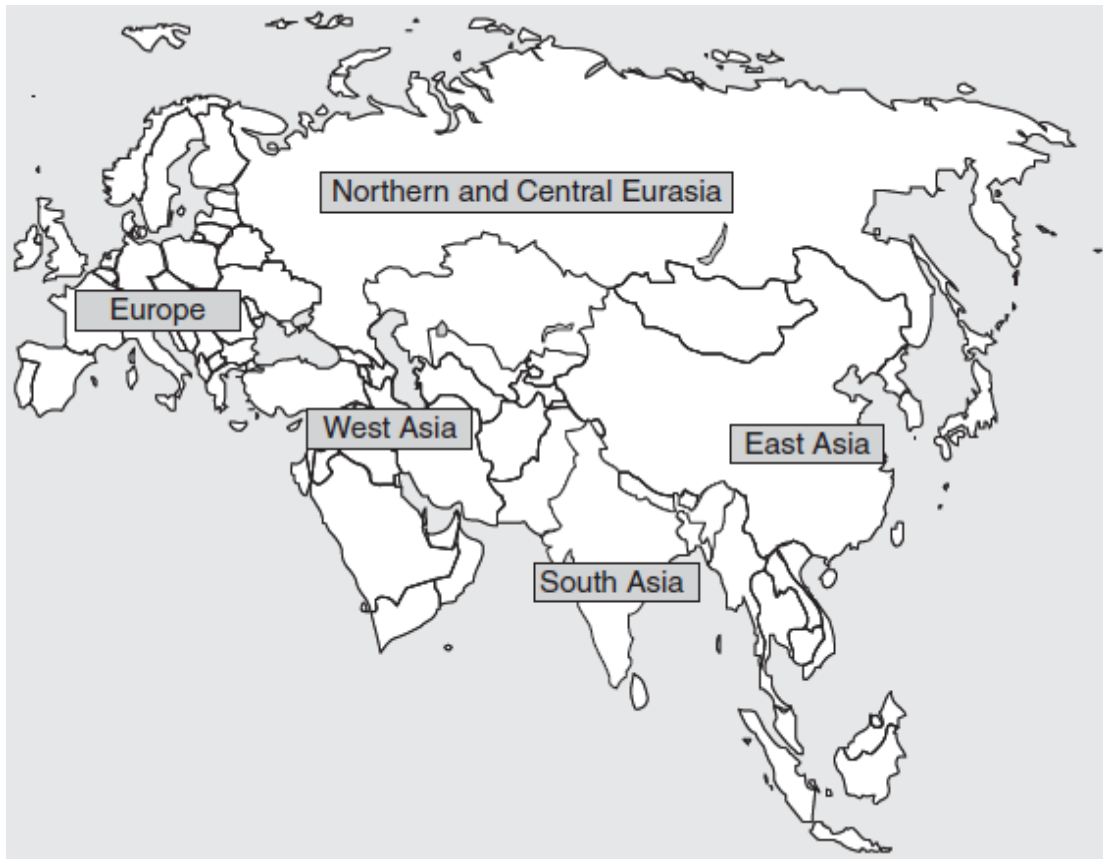 Northern and Central Eurasia
Europe
West Asia
East Asia
South Asia